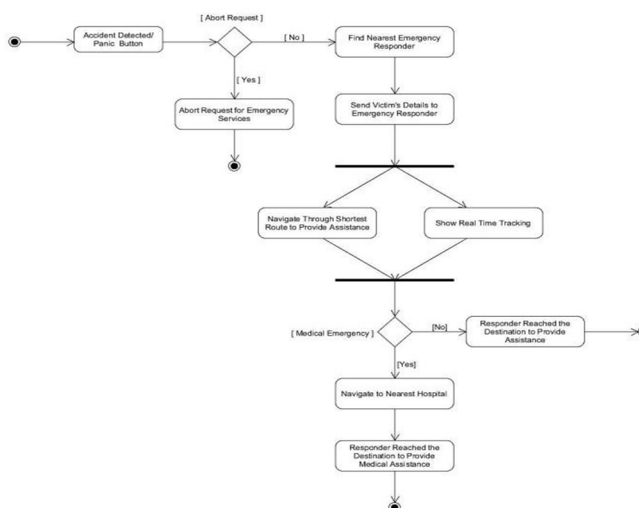 [ Abort Request ]
Accident Detected/
Panic Button
[ No ]
Find Nearest Emergency
Responder
[ Yes ]
Abort Request for Emergency
Services
Send Victim's Details to
Emergency Responder
Navigate Through Shortest
Route to Provide Assistance
Show Real Time Tracking
[ Medical Emergency ]
[No]
Responder Reached the
Destination to Provide
Assistance
[Yes]
Navigate to Nearest Hospital
Responder Reached the
Destination to Provide
Medical Assistance